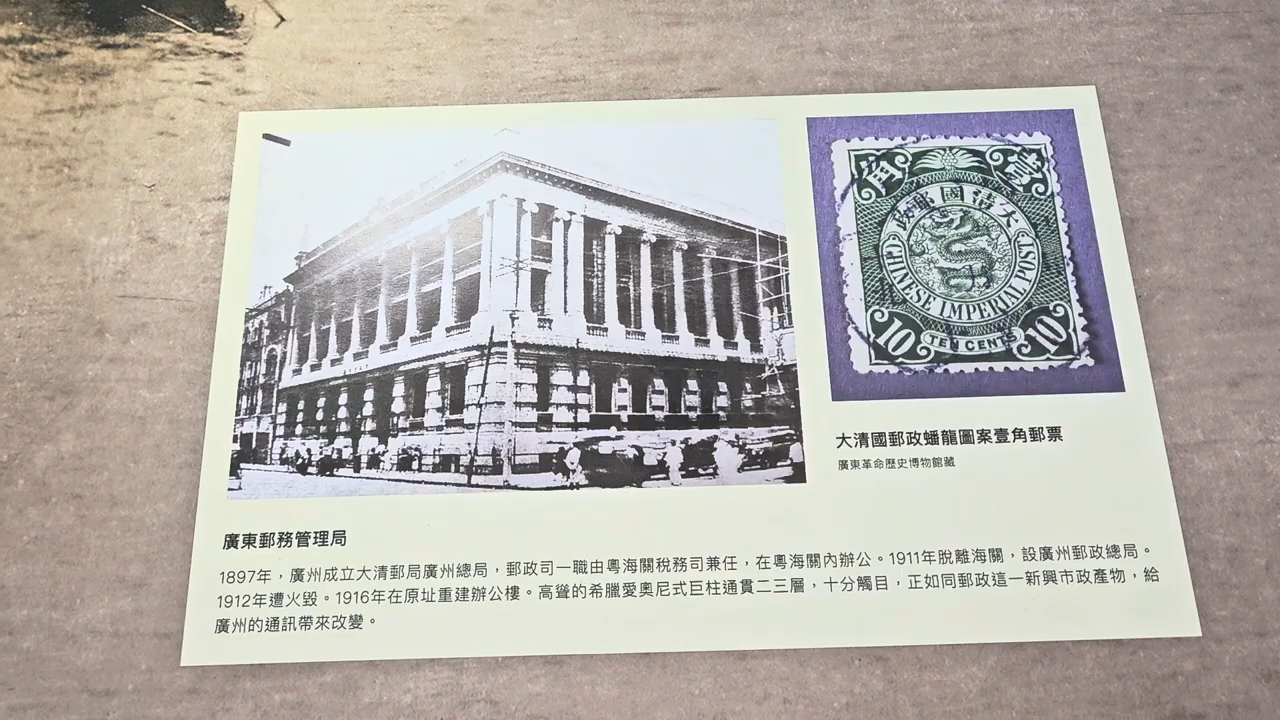 角 壹
大清國郵政
CHINESE IMPERIAL POST
10 TEN CENTS 10
大清國郵政蟠龍圖案壹角郵票
廣東革命歷史博物館藏
廣東郵務管理局
1897年，廣州成立大清郵局廣州總局，郵政司一職由粵海關稅務司兼任，在粵海關內辦公。1911年脫離海關，設廣州郵政總局。
1912年遭火毀。1916年在原址重建辦公樓。高聳的希臘愛奧尼式巨柱通貫二三層，十分觸目，正如同郵政這一新興市政產物，給
廣州的通訊帶來改變。